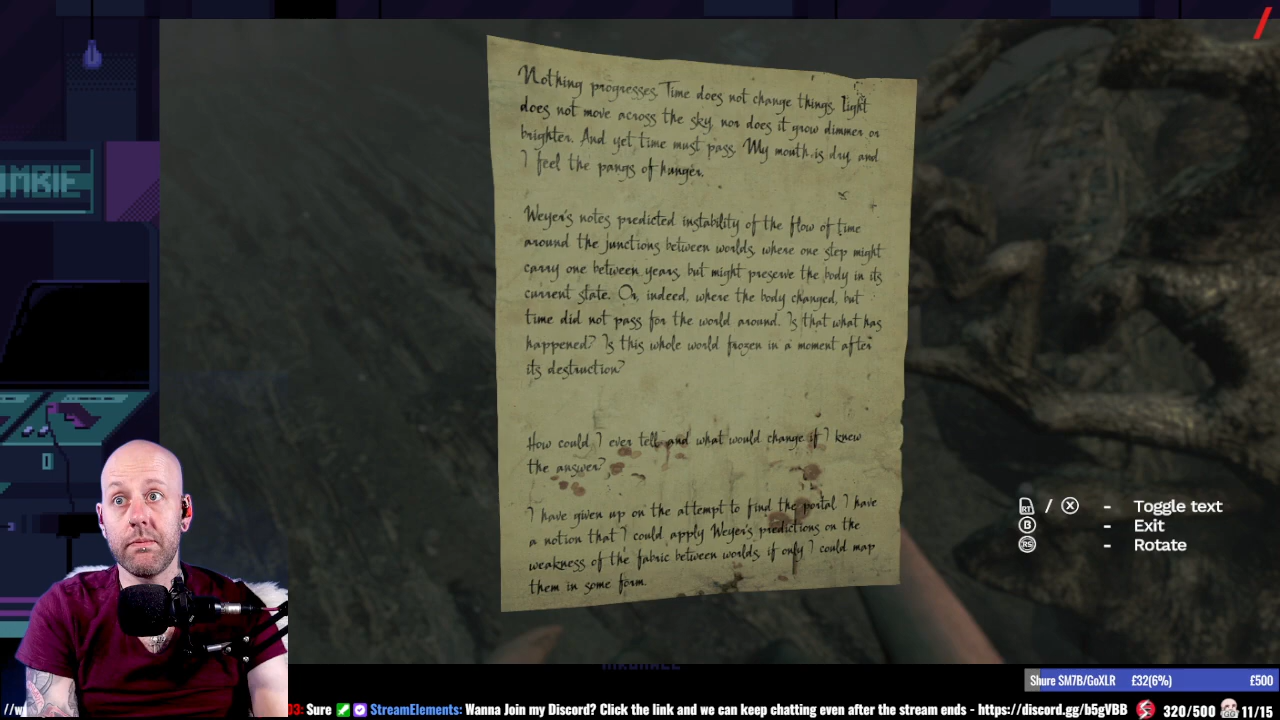 Nothing progresses. Time does not change things. Light
does not move across the sky, nor does it grow dimmer or
brighter. And yet time must pass. My mouth is dry, and
I feel the pangs of hunger.
Weyer's notes predicted instability of the flow of time
around the junctions between worlds, where one step might
carry one between years, but might preserve the body in its
current state. Or, indeed, where the body changed, but
time did not pass for the world around. Is that what has
happened? Is this whole world frozen in a moment after
its destruction?
How could I ever tell, and what would change if I knew
the answer?
I have given up on the attempt to find the portal. I have
a notion that I could apply Weyer's predictions on the
weakness of the fabric between worlds, if only I could map
them in some form.
RT / X - Toggle text
B - Exit
RS - Rotate
MBIE
Shure SM7B/GoXLR £32(6%) £500
Sure StreamElements: Wanna Join my Discord? Click the link and we can keep chatting even after the stream ends - https://discord.gg/b5gVBB 320/500 11/15